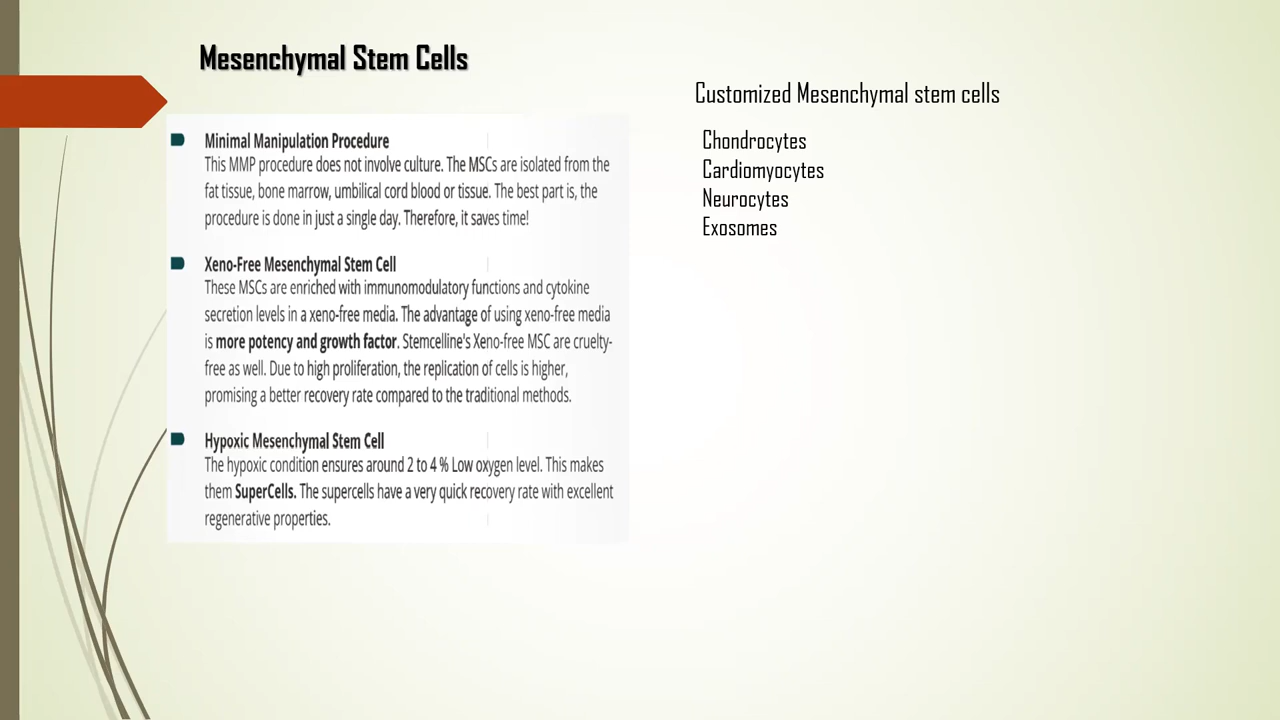 Mesenchymal Stem Cells
Minimal Manipulation Procedure
This MMP procedure does not involve culture. The MSCs are isolated from the
fat tissue, bone marrow, umbilical cord blood or tissue. The best part is, the
procedure is done in just a single day. Therefore, it saves time!
Xeno-Free Mesenchymal Stem Cell
These MSCs are enriched with immunomodulatory functions and cytokine
secretion levels in a xeno-free media. The advantage of using xeno-free media
is more potency and growth factor. Stemcelline's Xeno-free MSC are cruelty-
free as well. Due to high proliferation, the replication of cells is higher,
promising a better recovery rate compared to the traditional methods.
Hypoxic Mesenchymal Stem Cell
The hypoxic condition ensures around 2 to 4 % Low oxygen level. This makes
them SuperCells. The supercells have a very quick recovery rate with excellent
regenerative properties.
Customized Mesenchymal stem cells
Chondrocytes
Cardiomyocytes
Neurocytes
Exosomes